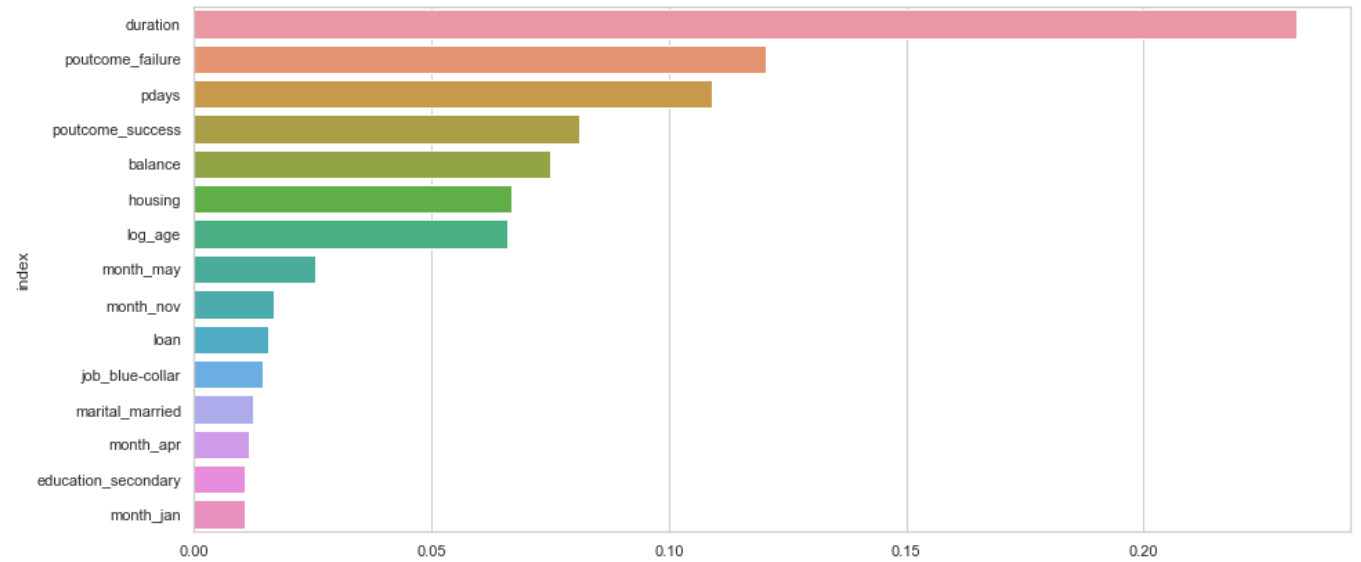 duration
poutcome_failure
pdays
poutcome_success
balance
housing
log_age
month_may
month_nov
loan
job_blue-collar
marital_married
month_apr
education_secondary
month_jan
index
0.00 0.05 0.10 0.15 0.20